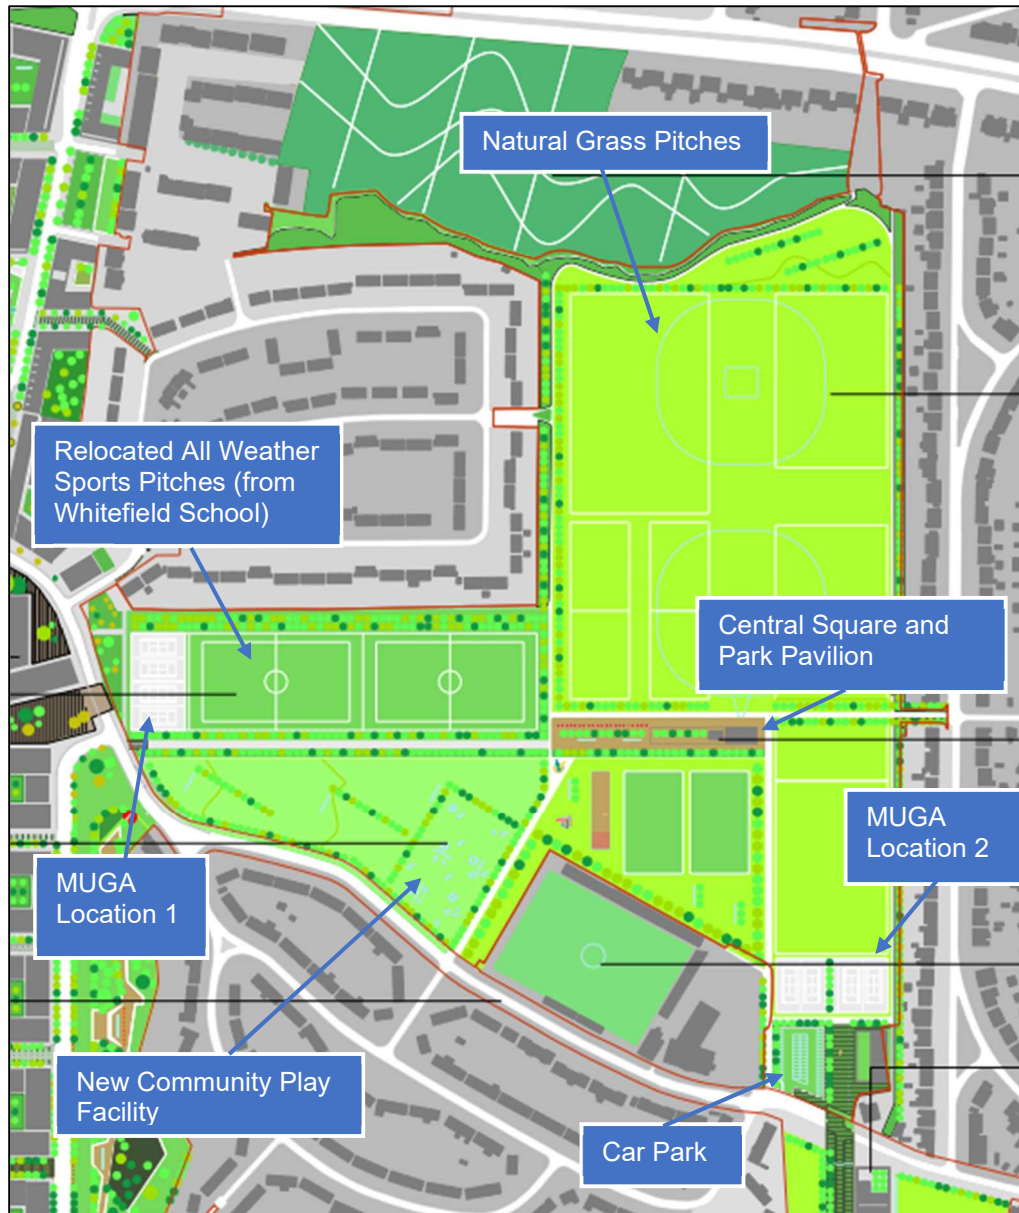 Natural Grass Pitches
Relocated All Weather
Sports Pitches (from
Whitefield School)
Central Square and
Park Pavilion
MUGA
Location 2
MUGA
Location 1
New Community Play
Facility
Car Park